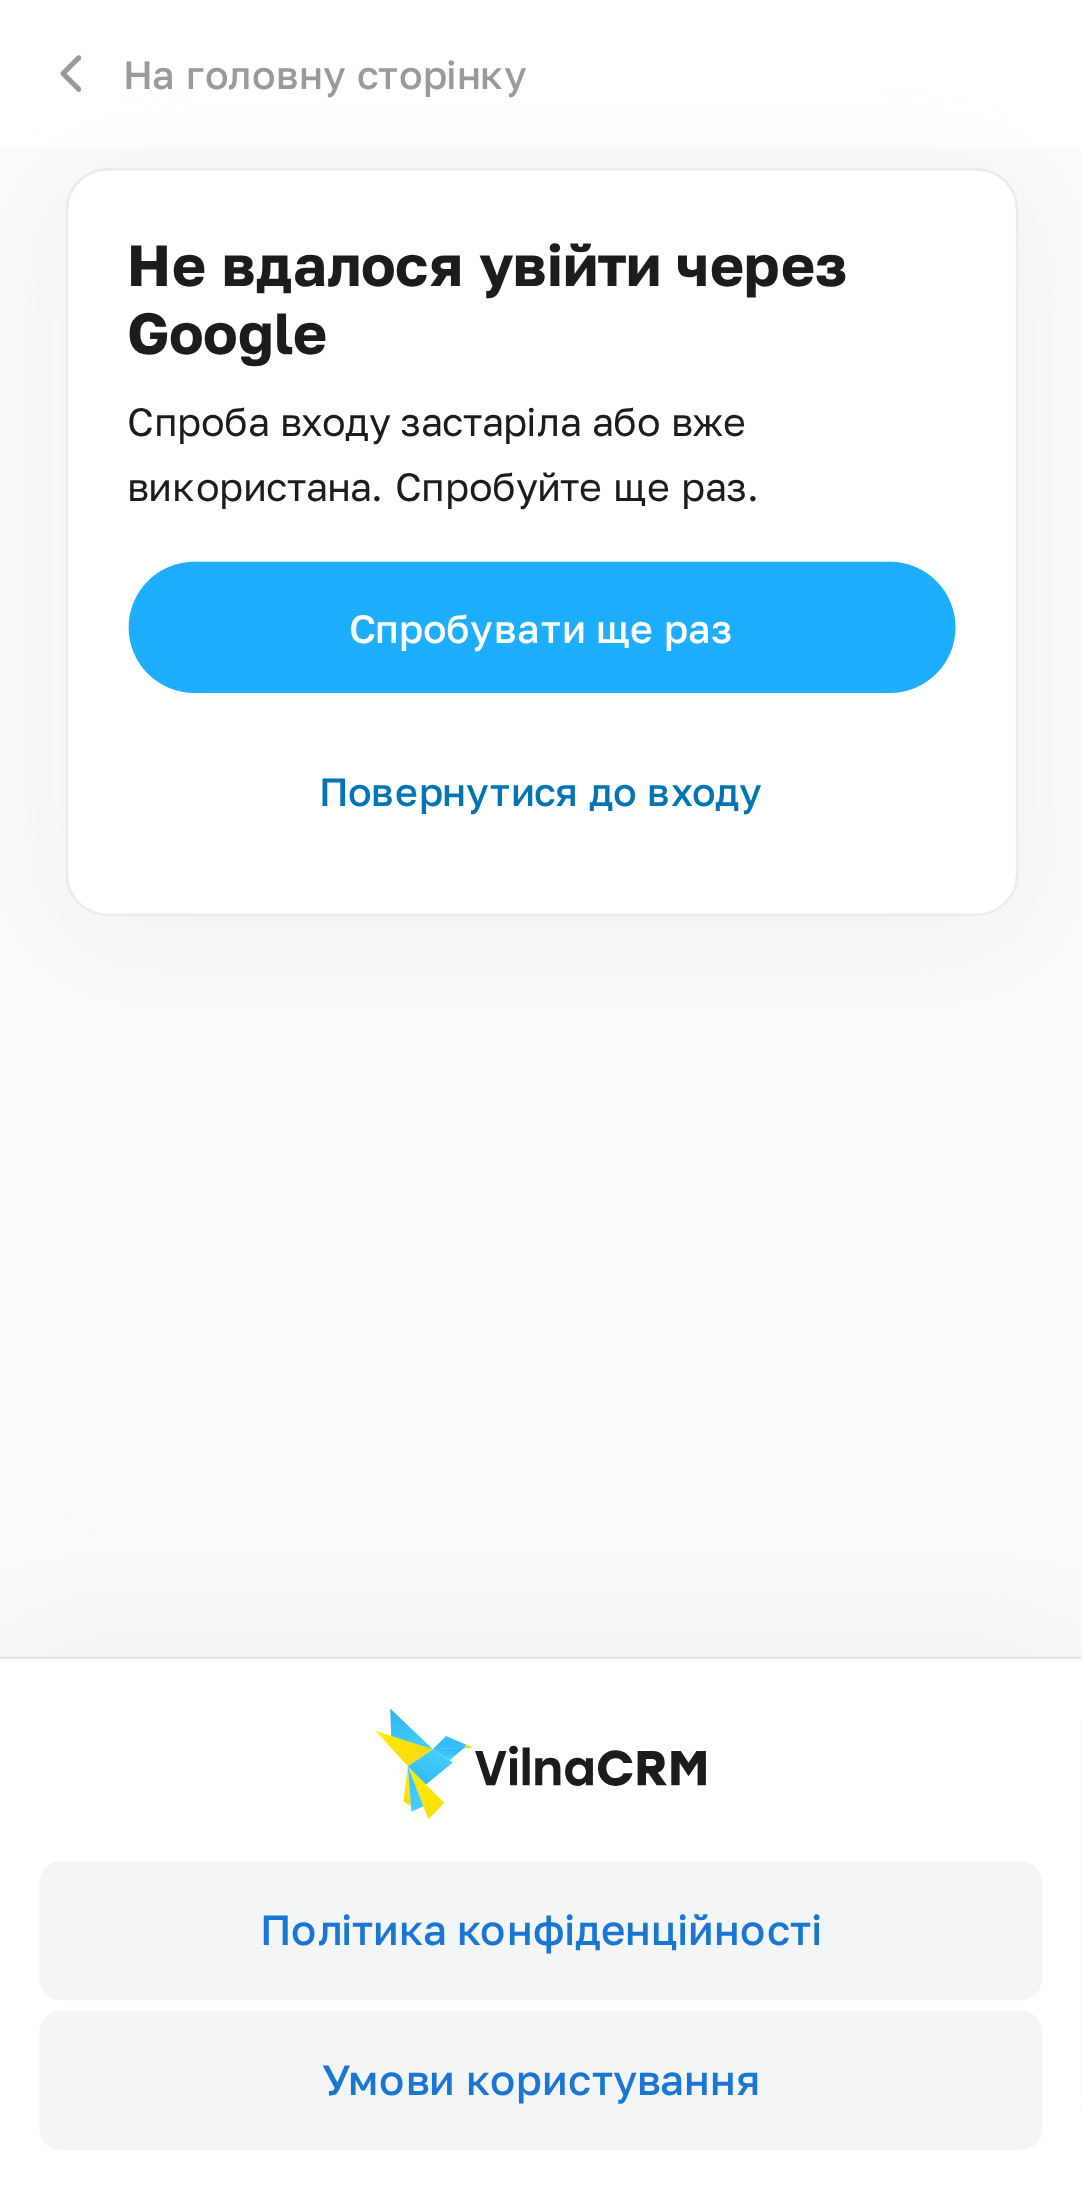 На головну сторінку
Не вдалося увійти через
Google
Спроба входу застаріла або вже
використана. Спробуйте ще раз.
Спробувати ще раз
Повернутися до входу
VilnaCRM
Політика конфіденційності
Умови користування